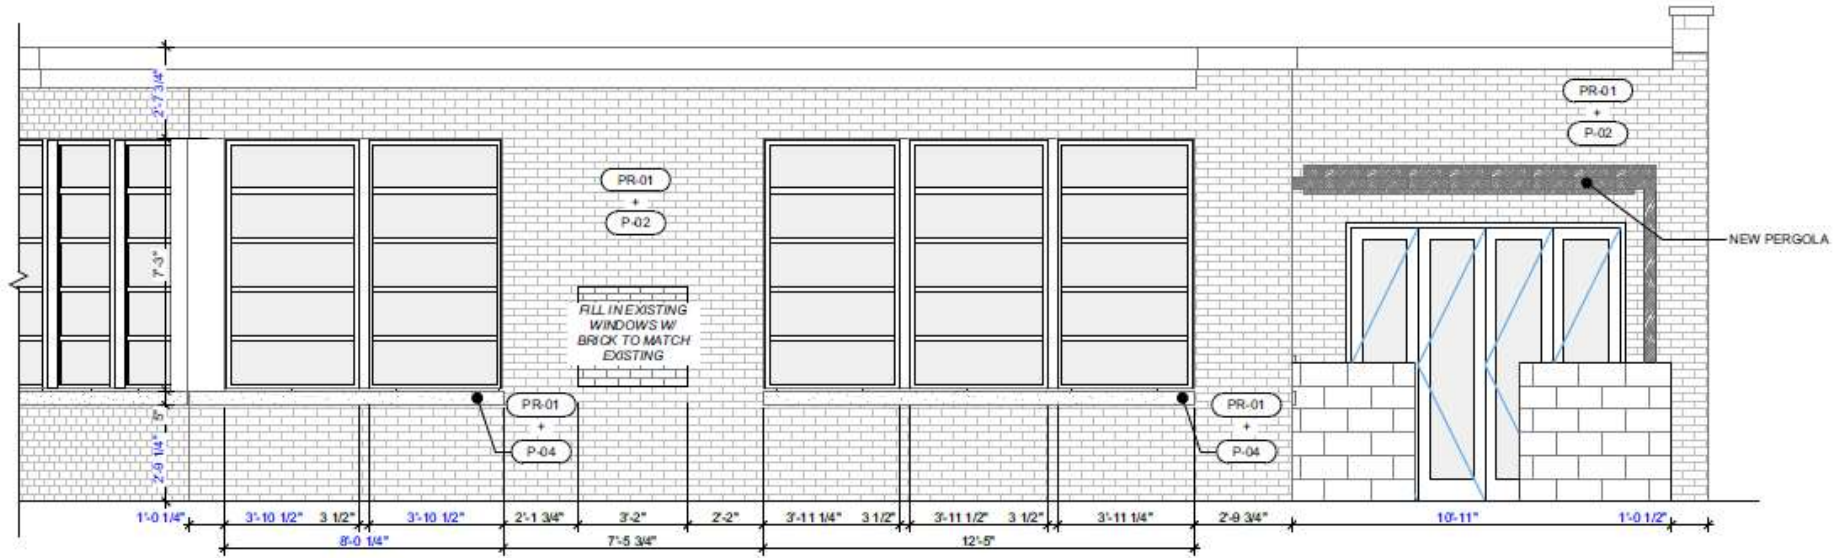 PR-01
+
P-02
2'-7 3/4"
PR-01
+
P-02
NEW PERGOLA
7'-3"
FILL IN EXISTING
WINDOWS W/
BRICK TO MATCH
EXISTING
5"
2'-9 1/4"
PR-01
+
P-04
PR-01
+
P-04
1'-0 1/4" 3'-10 1/2" 3 1/2" 3'-10 1/2" 2'-1 3/4" 3'-2" 2'-2" 3'-11 1/4" 3 1/2" 3'-11 1/2" 3 1/2" 3'-11 1/4" 2'-9 3/4" 10'-11" 1'-0 1/2"
8'-0 1/4" 7'-5 3/4" 12'-5"